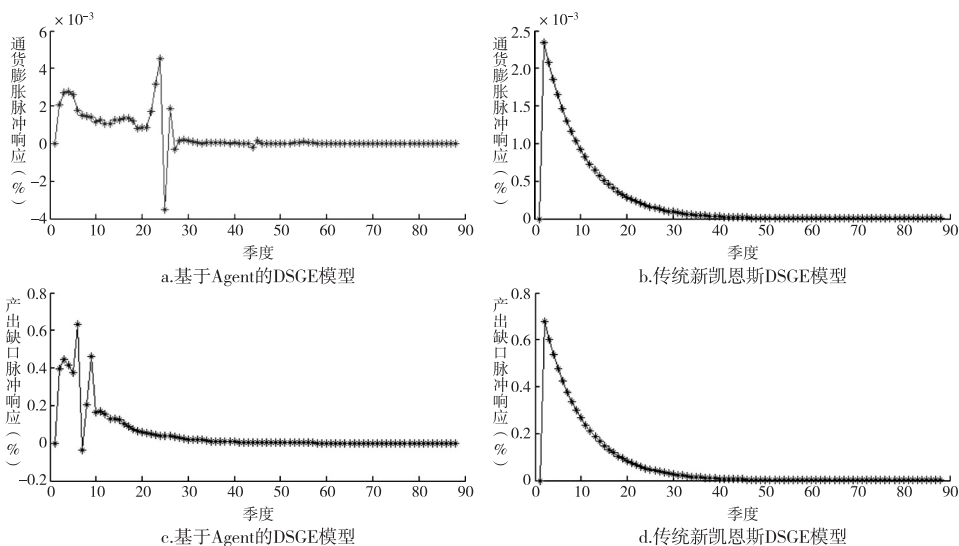 ×10⁻³
通货膨胀脉冲响应(%)
6
4
2
0
−2
−4
0 10 20 30 40 50 60 70 80 90
季度
a.基于Agent的DSGE模型
×10⁻³
通货膨胀脉冲响应(%)
2.5
2.0
1.5
1.0
0.5
0
0 10 20 30 40 50 60 70 80 90
季度
b.传统新凯恩斯DSGE模型
产出缺口脉冲响应(%)
0.8
0.6
0.4
0.2
0
−0.2
0 10 20 30 40 50 60 70 80 90
季度
c.基于Agent的DSGE模型
产出缺口脉冲响应(%)
0.8
0.6
0.4
0.2
0
0 10 20 30 40 50 60 70 80 90
季度
d.传统新凯恩斯DSGE模型